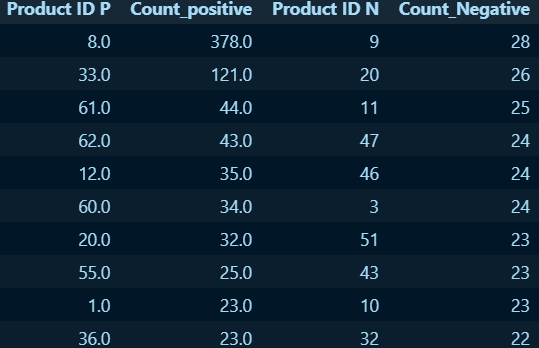 Product ID P Count_positive Product ID N Count_Negative
8.0 378.0 9 28
33.0 121.0 20 26
61.0 44.0 11 25
62.0 43.0 47 24
12.0 35.0 46 24
60.0 34.0 3 24
20.0 32.0 51 23
55.0 25.0 43 23
1.0 23.0 10 23
36.0 23.0 32 22